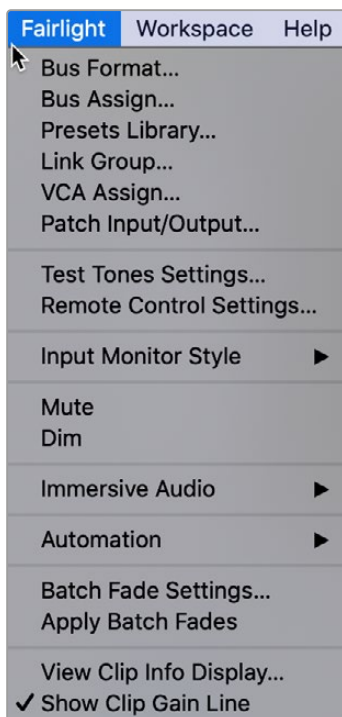 Fairlight Workspace Help
Bus Format...
Bus Assign...
Presets Library...
Link Group...
VCA Assign...
Patch Input/Output...
Test Tones Settings...
Remote Control Settings...
Input Monitor Style
Mute
Dim
Immersive Audio
Automation
Batch Fade Settings...
Apply Batch Fades
View Clip Info Display...
✓ Show Clip Gain Line